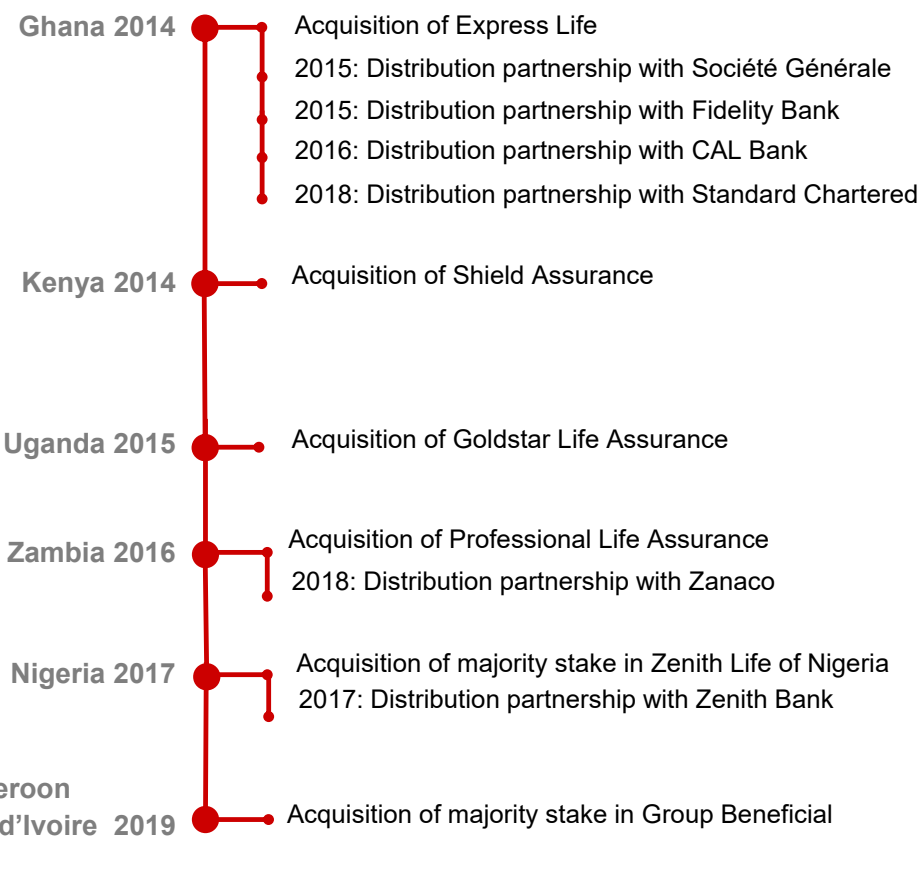 Ghana 2014
Acquisition of Express Life
2015: Distribution partnership with Société Générale
2015: Distribution partnership with Fidelity Bank
2016: Distribution partnership with CAL Bank
2018: Distribution partnership with Standard Chartered
Kenya 2014
Acquisition of Shield Assurance
Uganda 2015
Acquisition of Goldstar Life Assurance
Zambia 2016
Acquisition of Professional Life Assurance
2018: Distribution partnership with Zanaco
Nigeria 2017
Acquisition of majority stake in Zenith Life of Nigeria
2017: Distribution partnership with Zenith Bank
eroon
d’Ivoire 2019
Acquisition of majority stake in Group Beneficial